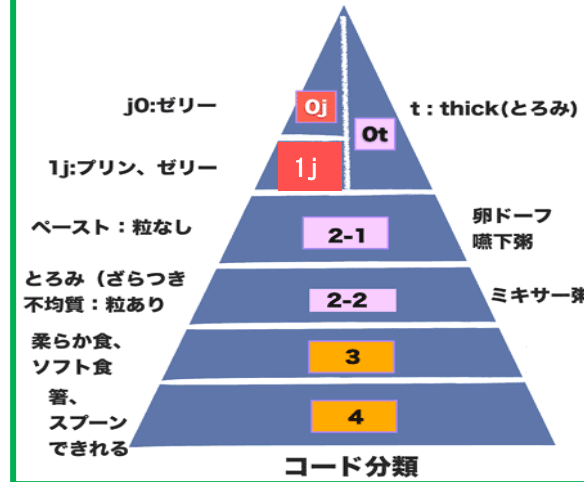 j0:ゼリー
0j
t：thick(とろみ)
0t
1j:プリン、ゼリー
1j
ペースト：粒なし
2-1
卵ドーフ
嚥下粥
とろみ（ざらつき
不均質：粒あり
2-2
ミキサー粥
柔らか食、
ソフト食
3
箸、
スプーン
できれる
4
コード分類